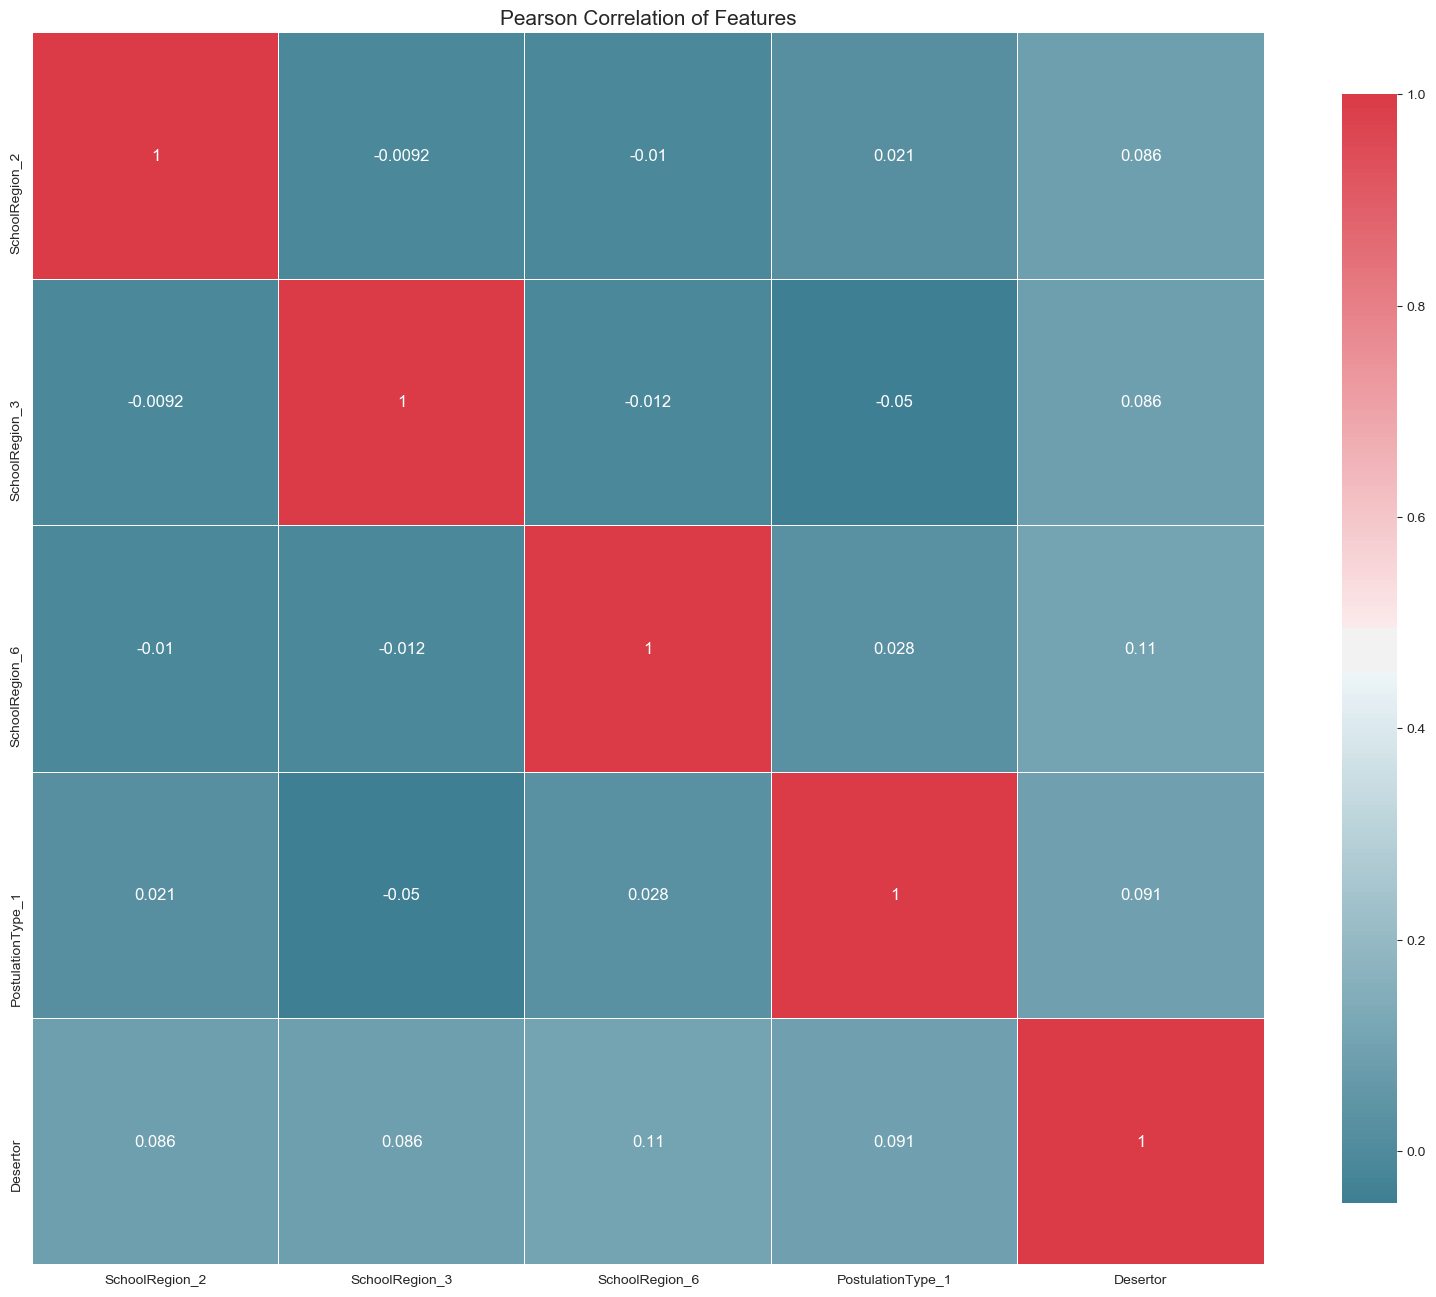 Pearson Correlation of Features
SchoolRegion_2
1
-0.0092
-0.01
0.021
0.086
SchoolRegion_3
-0.0092
1
-0.012
-0.05
0.086
SchoolRegion_6
-0.01
-0.012
1
0.028
0.11
PostulationType_1
0.021
-0.05
0.028
1
0.091
Desertor
0.086
0.086
0.11
0.091
1
SchoolRegion_2
SchoolRegion_3
SchoolRegion_6
PostulationType_1
Desertor
1.0
0.8
0.6
0.4
0.2
0.0